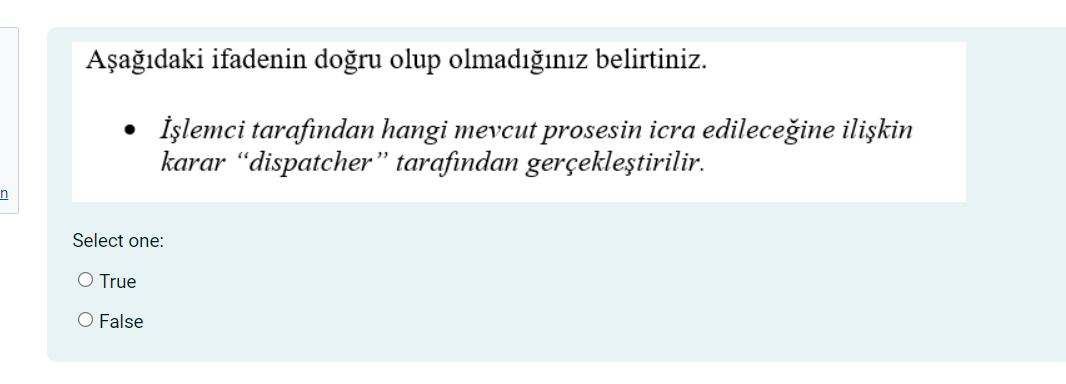 Aşağıdaki ifadenin doğru olup olmadığınız belirtiniz.
• İşlemci tarafından hangi mevcut prosesin icra edileceğine ilişkin
karar “dispatcher” tarafından gerçekleştirilir.
n
Select one:
True
False